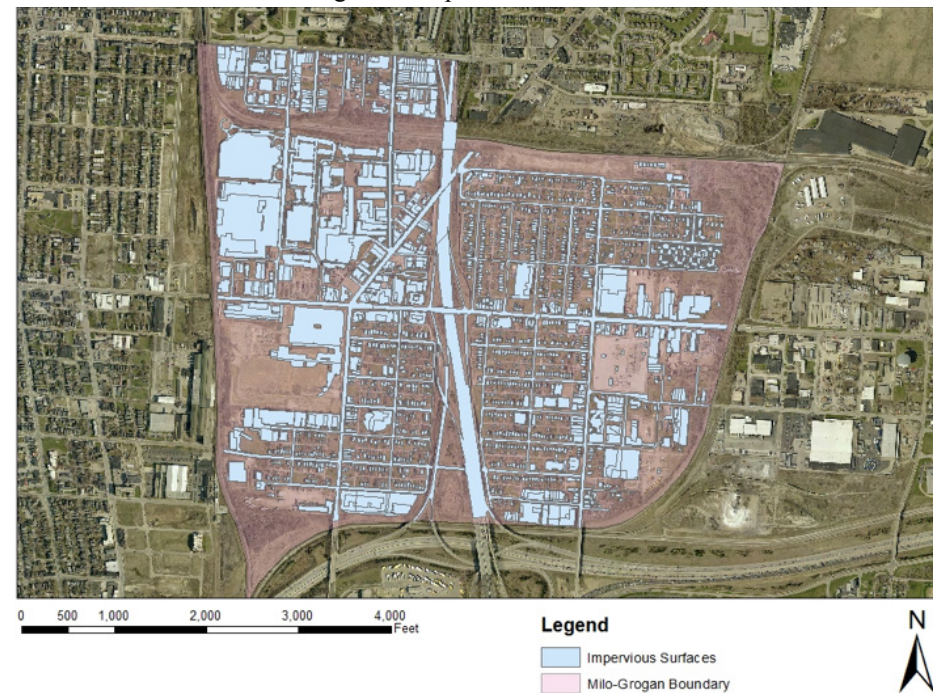 0 500 1,000 2,000 3,000 4,000
Feet
Legend
Impervious Surfaces
Milo-Grogan Boundary
N